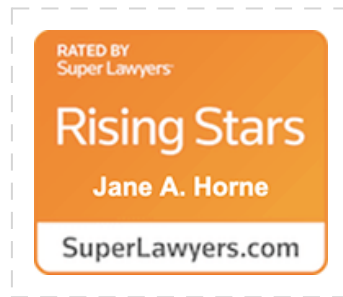 RATED BY
Super Lawyers
Rising Stars
Jane A. Horne
SuperLawyers.com